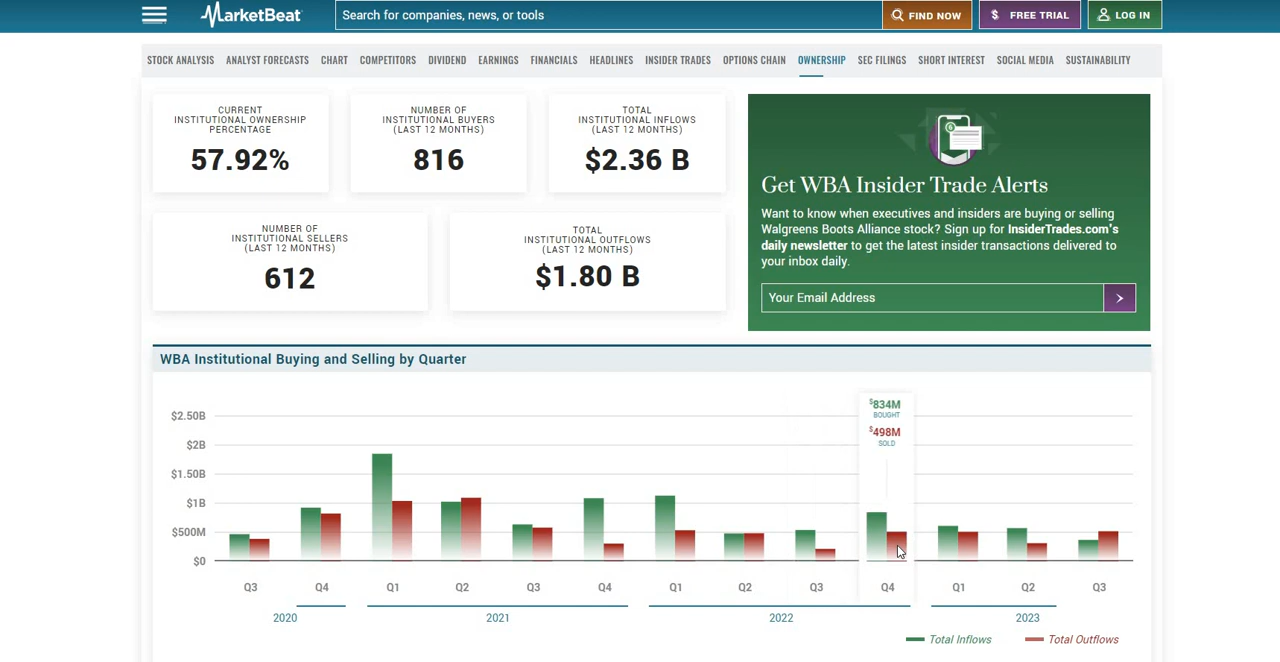 MarketBeat
Search for companies, news, or tools
FIND NOW
$ FREE TRIAL
LOG IN
STOCK ANALYSIS ANALYST FORECASTS CHART COMPETITORS DIVIDEND EARNINGS FINANCIALS HEADLINES INSIDER TRADES OPTIONS CHAIN OWNERSHIP SEC FILINGS SHORT INTEREST SOCIAL MEDIA SUSTAINABILITY
CURRENT
INSTITUTIONAL OWNERSHIP
PERCENTAGE
57.92%
NUMBER OF
INSTITUTIONAL BUYERS
(LAST 12 MONTHS)
816
TOTAL
INSTITUTIONAL INFLOWS
(LAST 12 MONTHS)
$2.36 B
NUMBER OF
INSTITUTIONAL SELLERS
(LAST 12 MONTHS)
612
TOTAL
INSTITUTIONAL OUTFLOWS
(LAST 12 MONTHS)
$1.80 B
Get WBA Insider Trade Alerts
Want to know when executives and insiders are buying or selling
Walgreens Boots Alliance stock? Sign up for InsiderTrades.com's
daily newsletter to get the latest insider transactions delivered to
your inbox daily.
Your Email Address
WBA Institutional Buying and Selling by Quarter
$2.50B
$2B
$1.50B
$1B
$500M
$0
$834M
BOUGHT
$498M
SOLD
Q3 Q4 Q1 Q2 Q3 Q4 Q1 Q2 Q3 Q4 Q1 Q2 Q3
2020 2021 2022 2023
Total Inflows Total Outflows